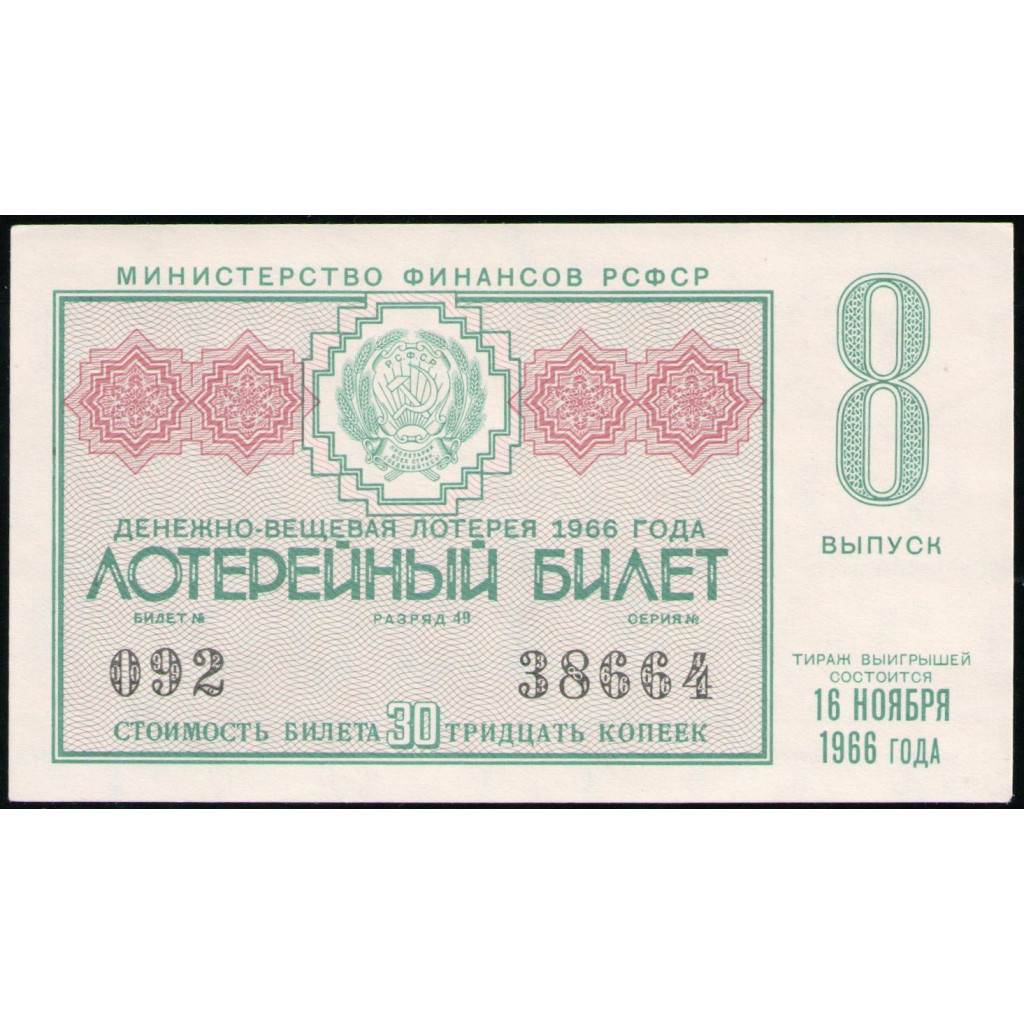 МИНИСТЕРСТВО ФИНАНСОВ РСФСР
Р.С.Ф.С.Р.
ДЕНЕЖНО-ВЕЩЕВАЯ ЛОТЕРЕЯ 1966 ГОДА
ЛОТЕРЕЙНЫЙ БИЛЕТ
БИЛЕТ № РАЗРЯД 49 СЕРИЯ №
092 38664
СТОИМОСТЬ БИЛЕТА 30 ТРИДЦАТЬ КОПЕЕК
8
ВЫПУСК
ТИРАЖ ВЫИГРЫШЕЙ
СОСТОИТСЯ
16 НОЯБРЯ
1966 ГОДА